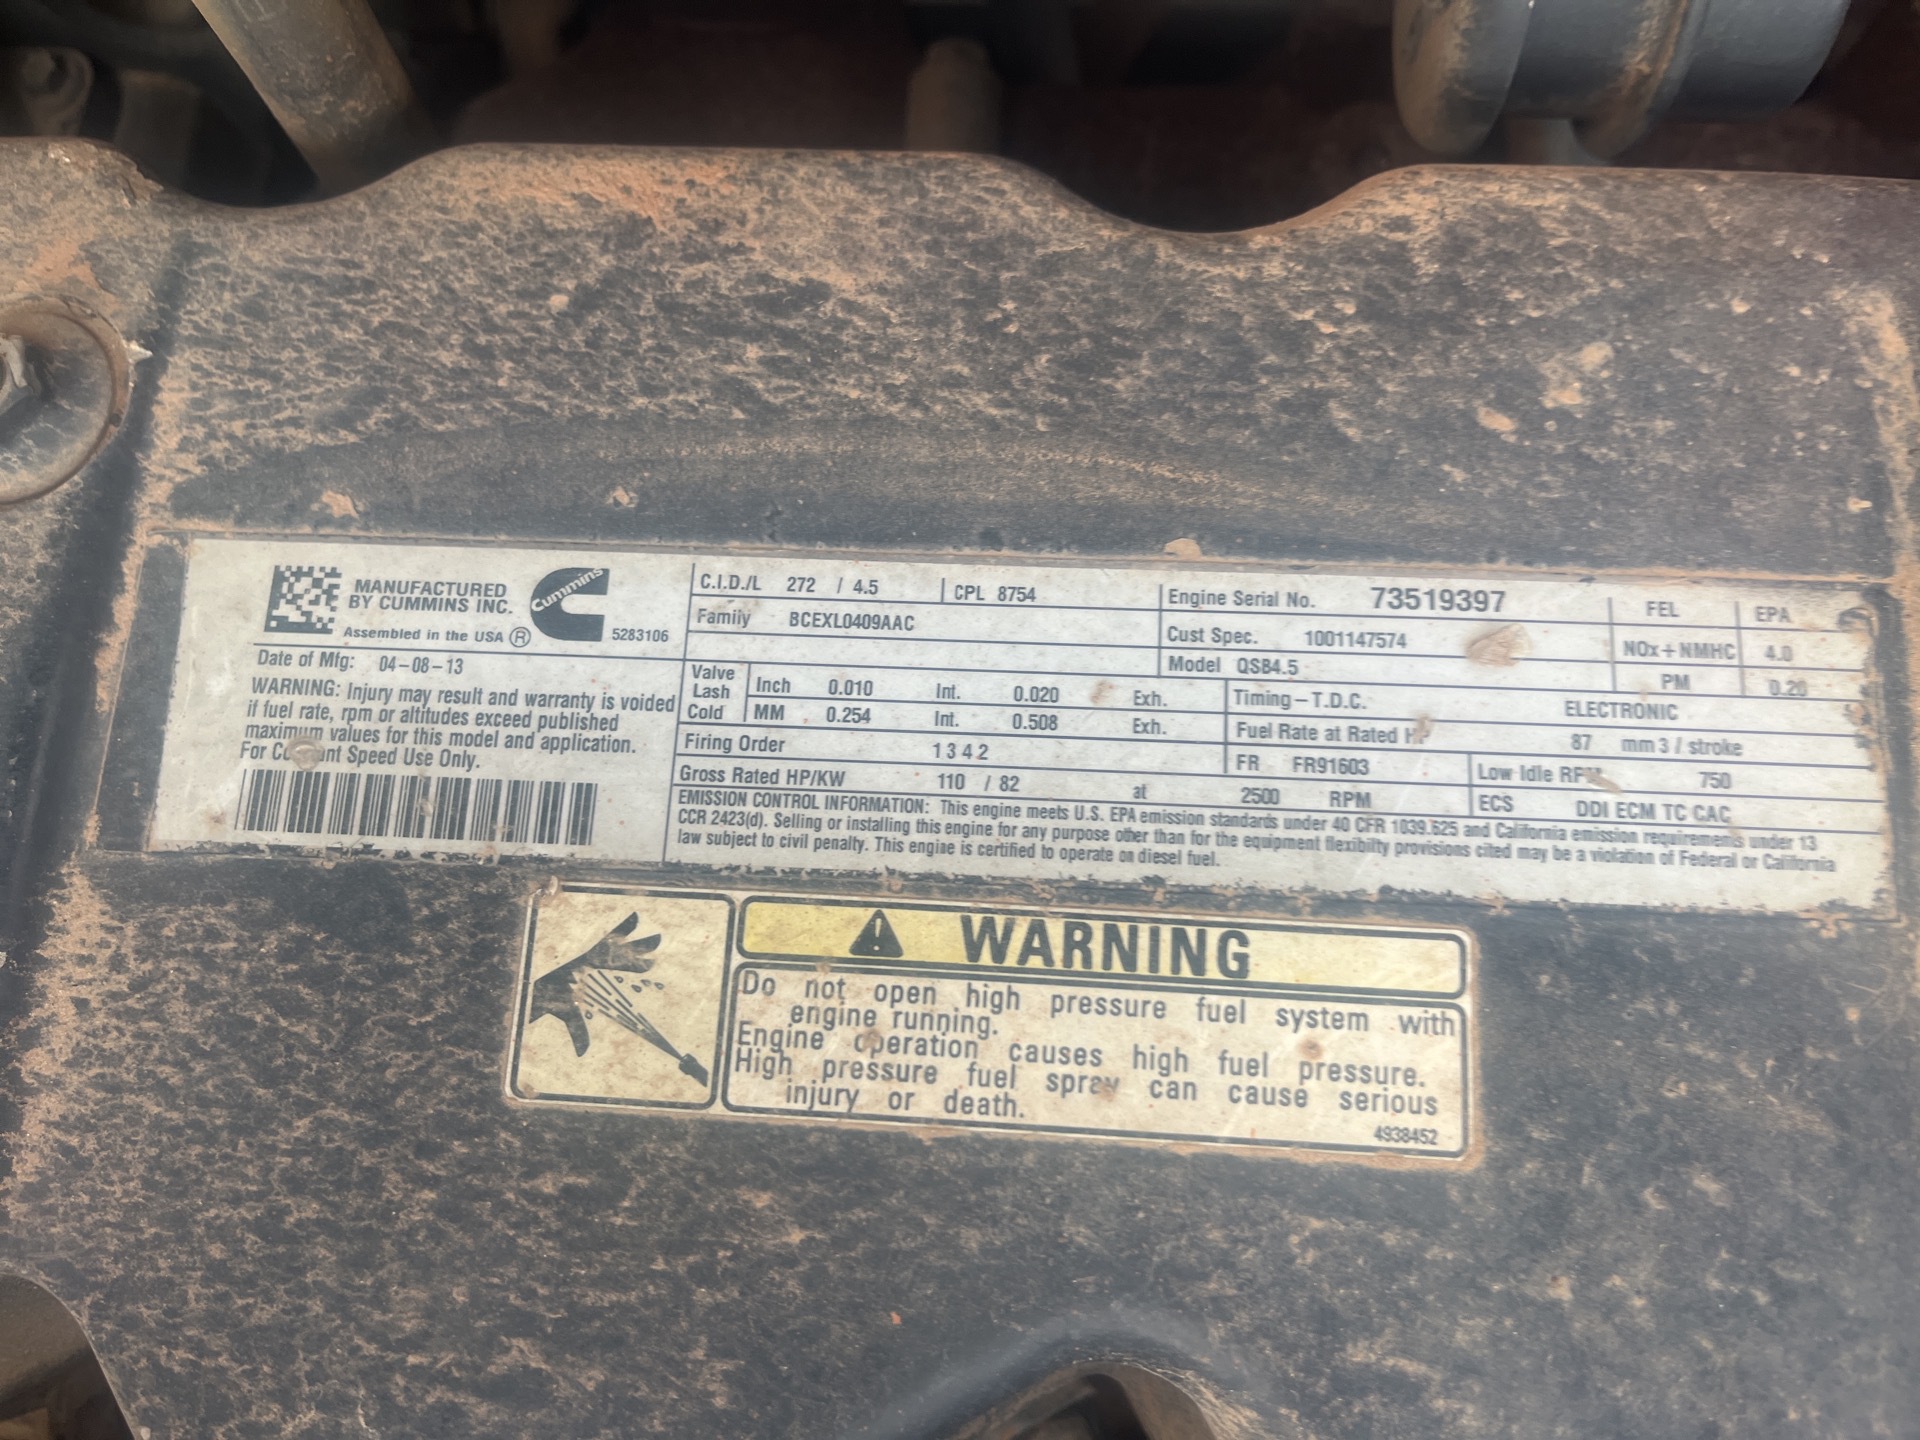 MANUFACTURED
BY CUMMINS INC.
Assembled in the USA ®
Cummins
5283106
Date of Mfg: 04-08-13
WARNING: Injury may result and warranty is voided
if fuel rate, rpm or altitudes exceed published
maximum values for this model and application.
For Constant Speed Use Only.
C.I.D./L 272 / 4.5 CPL 8754
Family BCEXL0409AAC
Engine Serial No. 73519397
Cust Spec. 1001147574
Model QSB4.5
FEL EPA
NOx+NMHC 4.0
PM 0.20
Valve Lash Cold
Inch 0.010 Int. 0.020 Exh.
MM 0.254 Int. 0.508 Exh.
Timing-T.D.C. ELECTRONIC
Fuel Rate at Rated HP 87 mm3 / stroke
Firing Order 1 3 4 2
FR FR91603
Low Idle RPM 750
Gross Rated HP/KW 110 / 82 at 2500 RPM
ECS DDI ECM TC CAC
EMISSION CONTROL INFORMATION: This engine meets U.S. EPA emission standards under 40 CFR 1039.625 and California emission requirements under 13
CCR 2423(d). Selling or installing this engine for any purpose other than for the equipment flexibilty provisions cited may be a violation of Federal or California
law subject to civil penalty. This engine is certified to operate on diesel fuel.
WARNING
Do not open high pressure fuel system with
engine running.
Engine operation causes high fuel pressure.
High pressure fuel spray can cause serious
injury or death.
4938452